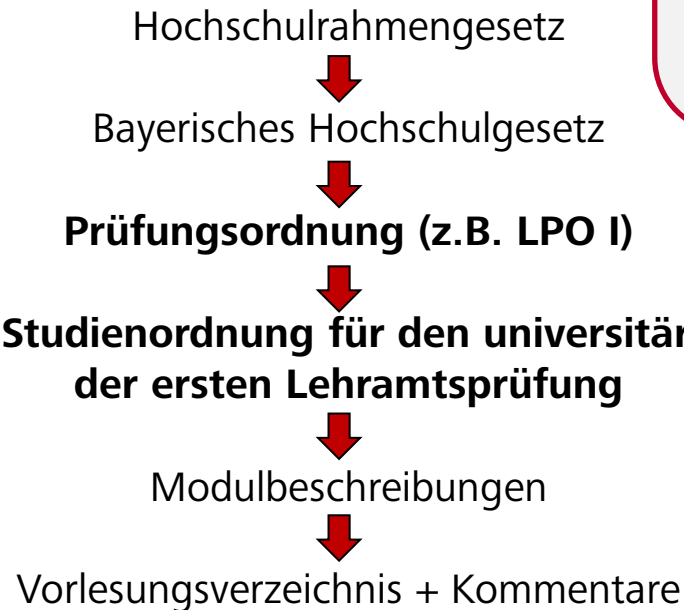 Hochschulrahmengesetz
Bayerisches Hochschulgesetz
Prüfungsordnung (z.B. LPO I)
Studienordnung für den universitär
der ersten Lehramtsprüfung
Modulbeschreibungen
Vorlesungsverzeichnis + Kommentare